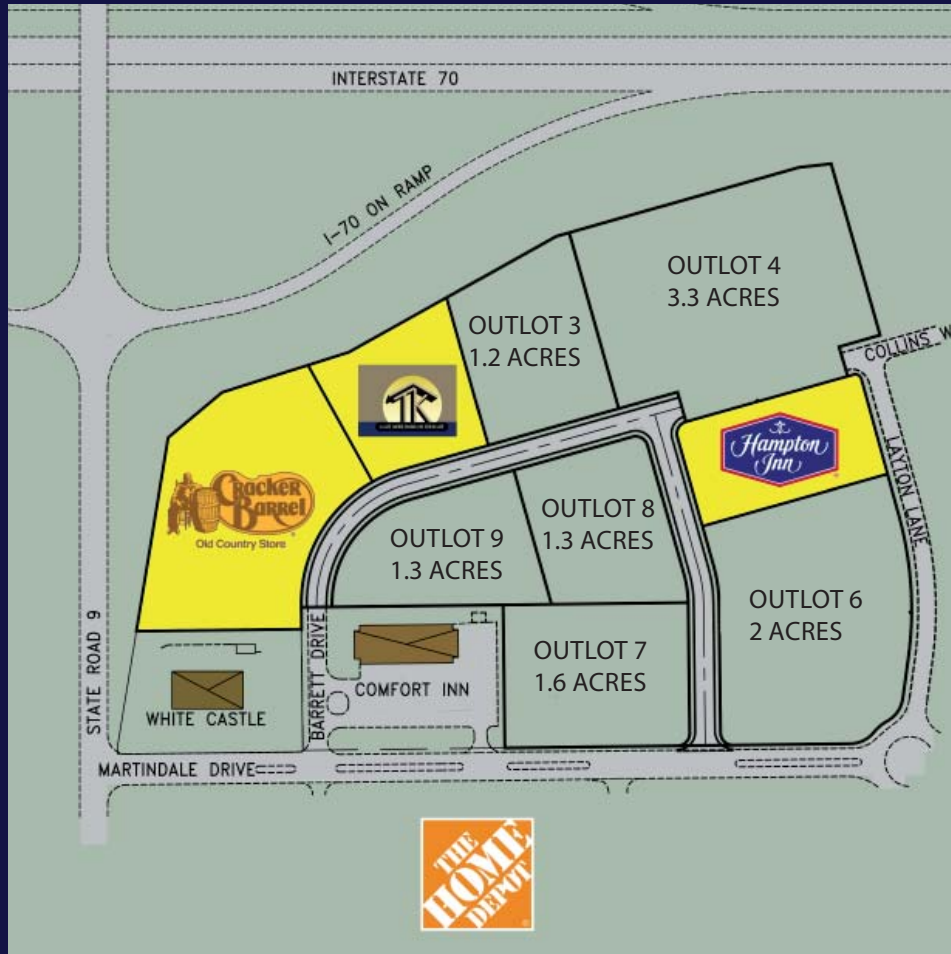 INTERSTATE 70
I-70 ON RAMP
OUTLOT 4
3.3 ACRES
OUTLOT 3
1.2 ACRES
COLLINS W
TK
Hampton
Inn
LAYTON LANE
Cracker
Barrel
Old Country Store
OUTLOT 8
1.3 ACRES
OUTLOT 9
1.3 ACRES
OUTLOT 6
2 ACRES
STATE ROAD 9
BARRETT DRIVE
OUTLOT 7
1.6 ACRES
COMFORT INN
WHITE CASTLE
MARTINDALE DRIVE
THE
HOME
DEPOT